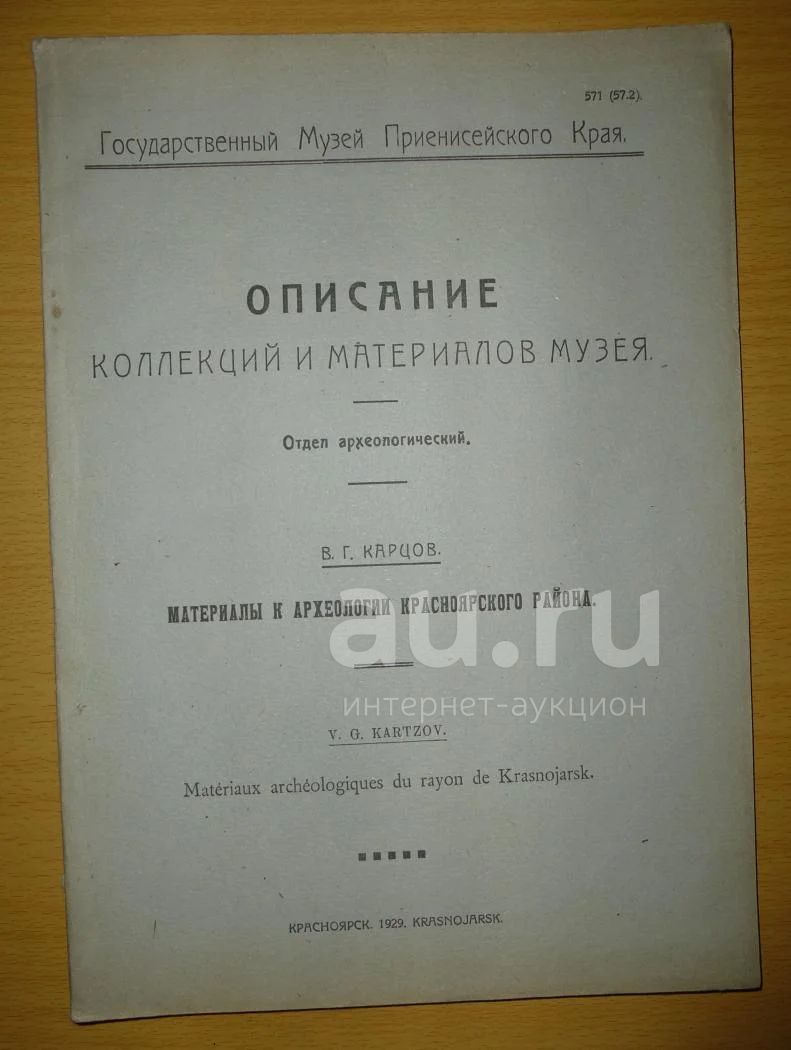 571 (57.2).
Государственный Музей Приенисейского Края.
ОПИСАНИЕ
КОЛЛЕКЦИЙ И МАТЕРИАЛОВ МУЗЕЯ.
Отдел археологический.
В. Г. КАРЦОВ.
МАТЕРИАЛЫ К АРХЕОЛОГИИ КРАСНОЯРСКОГО РАЙОНА.
au.ru
интернет-аукцион
V. G. KARTZOV.
Matériaux archéologiques du rayon de Krasnojarsk.
КРАСНОЯРСК. 1929. KRASNOJARSK.